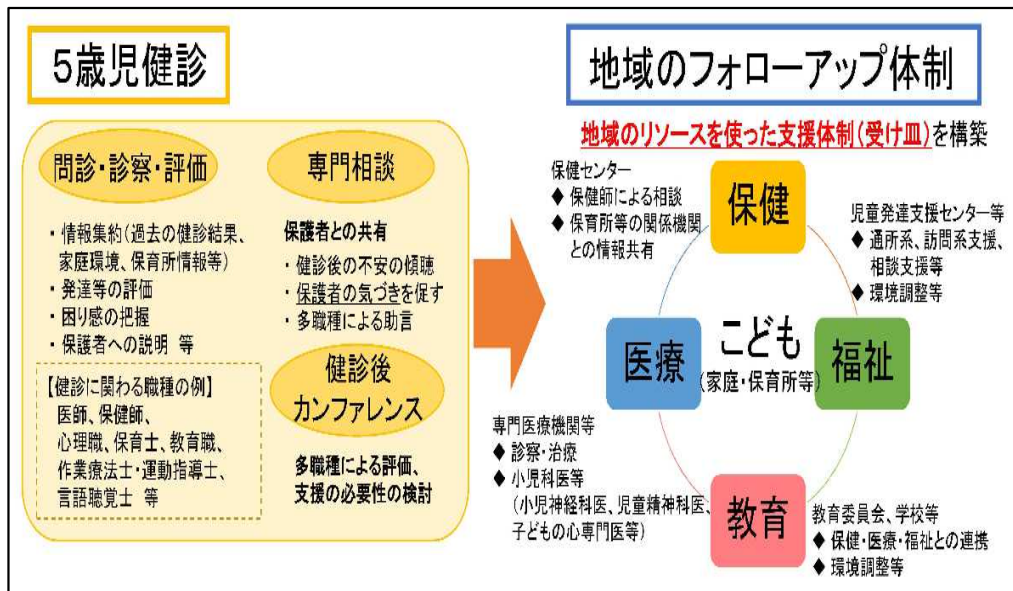 5歳児健診
問診・診察・評価
・情報集約(過去の健診結果、
家庭環境、保育所情報等)
・発達等の評価
・困り感の把握
・保護者への説明 等
【健診に関わる職種の例】
医師、保健師、
心理職、保育士、教育職、
作業療法士・運動指導士、
言語聴覚士 等
専門相談
保護者との共有
・健診後の不安の傾聴
・保護者の気づきを促す
・多職種による助言
健診後
カンファレンス
多職種による評価、
支援の必要性の検討
地域のフォローアップ体制
地域のリソースを使った支援体制(受け皿)を構築
保健センター
◆ 保健師による相談
◆ 保育所等の関係機関
との情報共有
保健
児童発達支援センター等
◆ 通所系、訪問系支援、
相談支援等
◆ 環境調整等
医療
こども
(家庭・保育所等)
福祉
専門医療機関等
◆ 診察・治療
◆ 小児科医等
(小児神経科医、児童精神科医、
子どもの心専門医等)
教育
教育委員会、学校等
◆ 保健・医療・福祉との連携
◆ 環境調整等